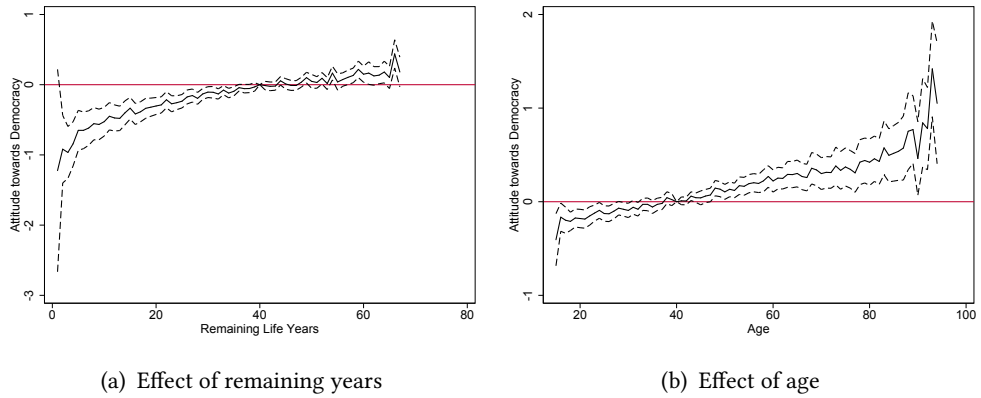 1
0
-1
-2
-3
Attitude towards Democracy
0 20 40 60 80
Remaining Life Years
(a) Effect of remaining years
2
1
0
-1
Attitude towards Democracy
20 40 60 80 100
Age
(b) Effect of age